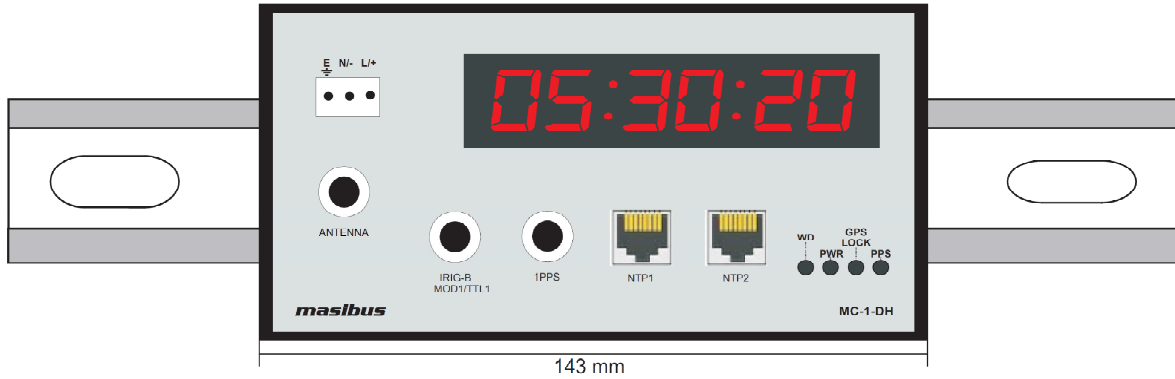 E N/- L/+
05:30:20
ANTENNA
IRIG-B
MOD1/TTL1
1PPS
NTP1
NTP2
WD
PWR
GPS
LOCK
PPS
masibus
MC-1-DH
143 mm